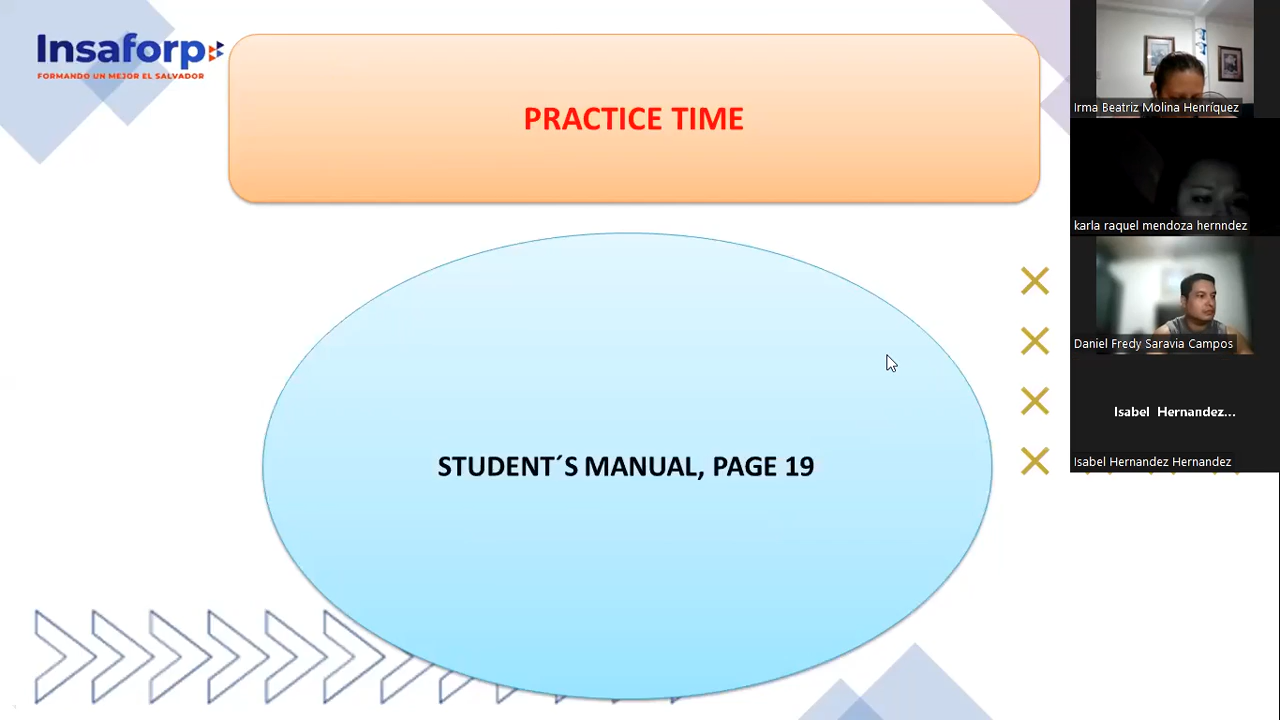 Insaforp
FORMANDO UN MEJOR EL SALVADOR
PRACTICE TIME
STUDENT´S MANUAL, PAGE 19
Irma Beatriz Molina Henríquez
karla raquel mendoza hernndez
Daniel Fredy Saravia Campos
Isabel Hernandez...
Isabel Hernandez Hernandez